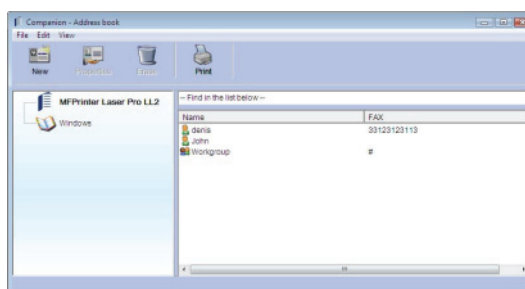 Companion - Address book
File Edit View
New Properties Erase Print
MFPrinter Laser Pro LL2
Windows
-- Find in the list below --
Name FAX
denis 33123123113
John
Workgroup #